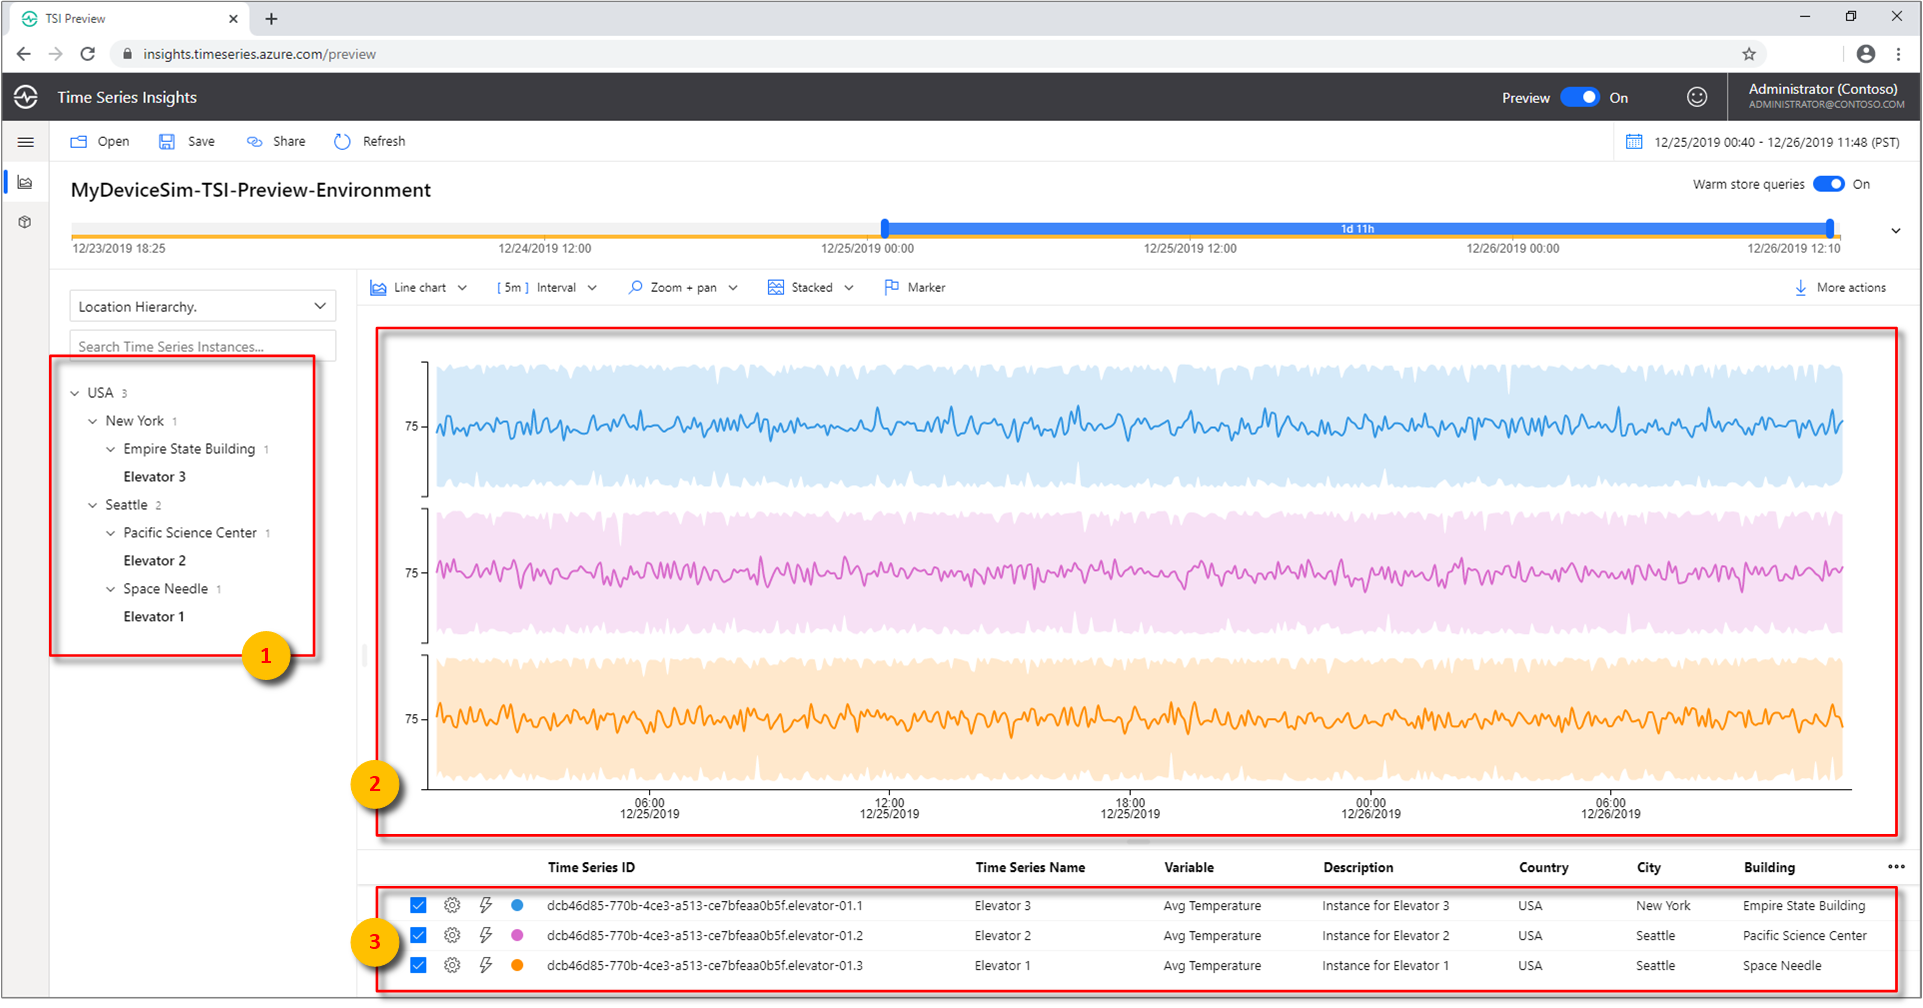 TSI Preview
insights.timeseries.azure.com/preview
Time Series Insights
Preview On
Administrator (Contoso)
ADMINISTRATOR@CONTOSO.COM
Open Save Share Refresh
12/25/2019 00:40 - 12/26/2019 11:48 (PST)
MyDeviceSim-TSI-Preview-Environment
Warm store queries On
1d 11h
12/23/2019 18:25 12/24/2019 12:00 12/25/2019 00:00 12/25/2019 12:00 12/26/2019 00:00 12/26/2019 12:10
Location Hierarchy.
Search Time Series Instances...
USA 3
New York 1
Empire State Building 1
Elevator 3
Seattle 2
Pacific Science Center 1
Elevator 2
Space Needle 1
Elevator 1
1
Line chart [ 5m ] Interval Zoom + pan Stacked Marker More actions
75
75
75
2
06:00 12:00 18:00 00:00 06:00
12/25/2019 12/25/2019 12/25/2019 12/26/2019 12/26/2019
Time Series ID Time Series Name Variable Description Country City Building
dcb46d85-770b-4ce3-a513-ce7bfeaa0b5f.elevator-01.1 Elevator 3 Avg Temperature Instance for Elevator 3 USA New York Empire State Building
3
dcb46d85-770b-4ce3-a513-ce7bfeaa0b5f.elevator-01.2 Elevator 2 Avg Temperature Instance for Elevator 2 USA Seattle Pacific Science Center
dcb46d85-770b-4ce3-a513-ce7bfeaa0b5f.elevator-01.3 Elevator 1 Avg Temperature Instance for Elevator 1 USA Seattle Space Needle